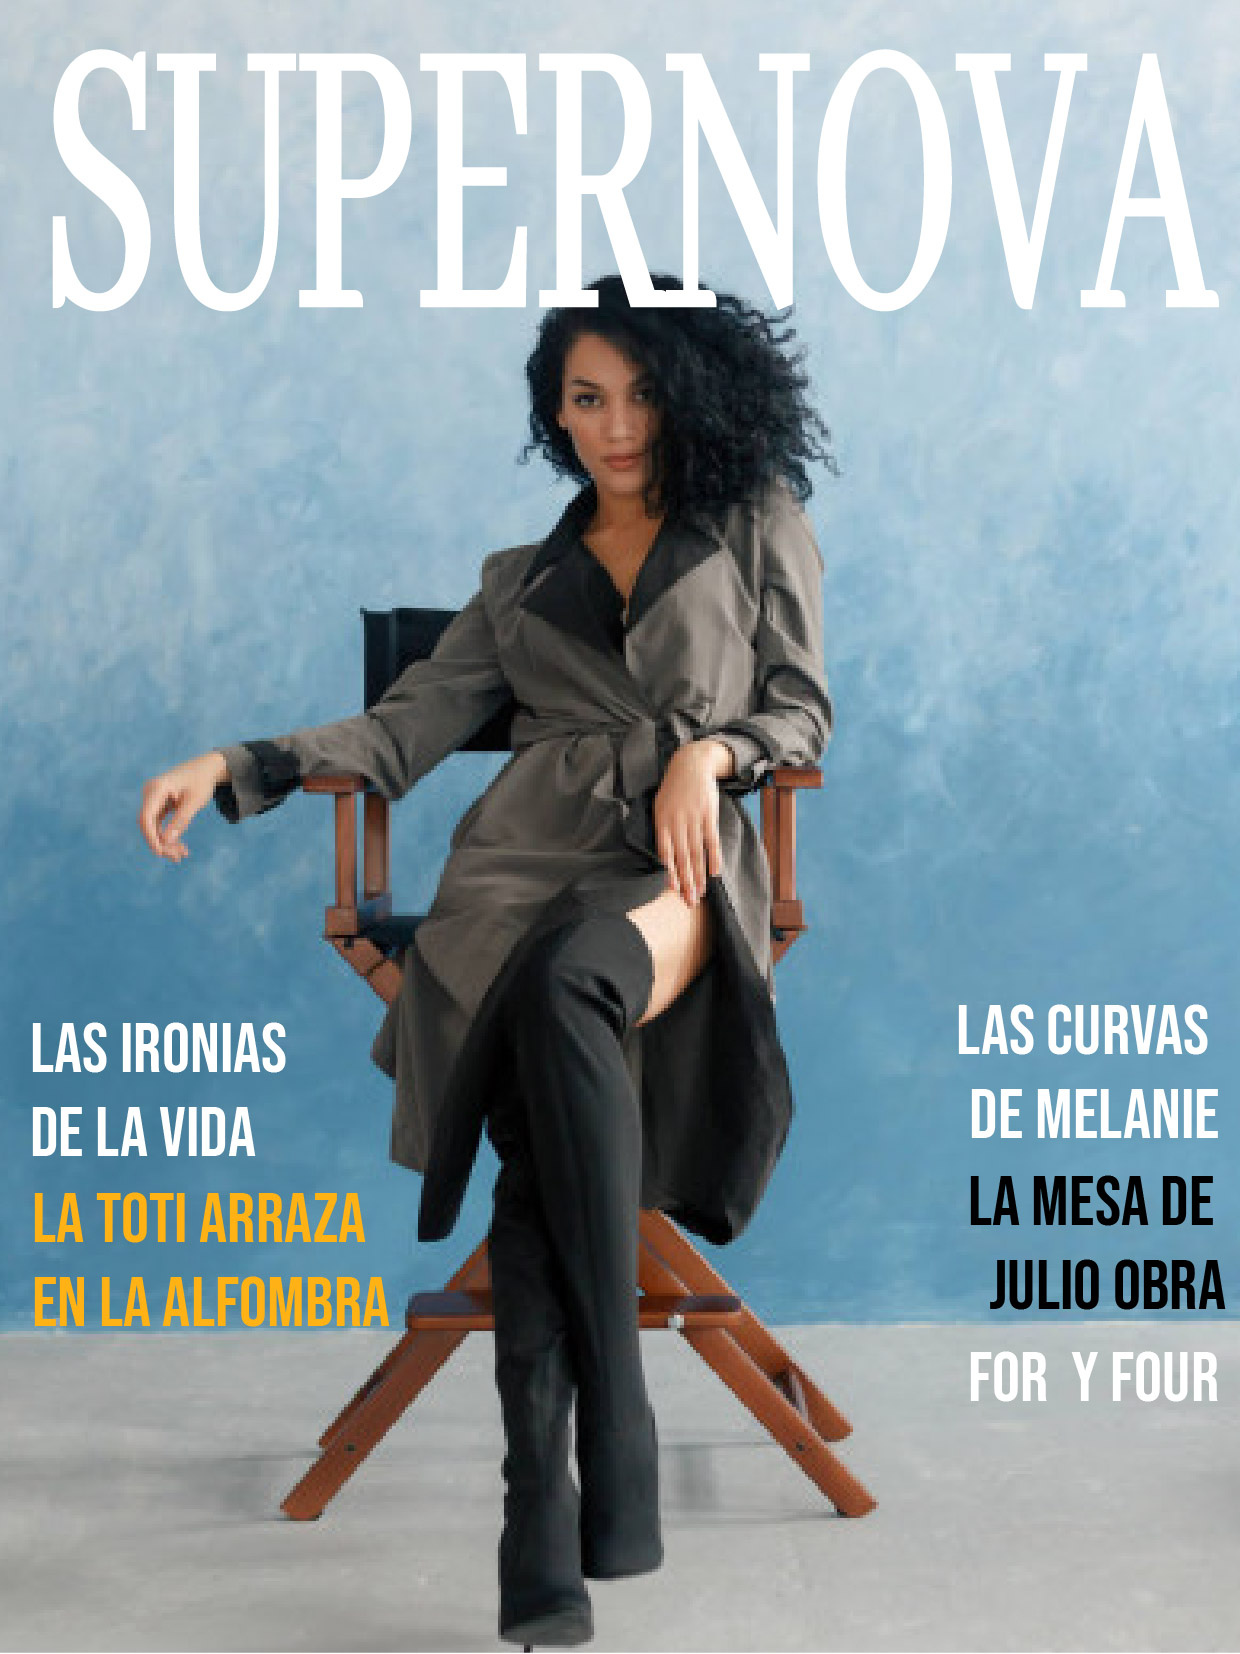 SUPERNOVA
LAS IRONIAS
DE LA VIDA
LA TOTI ARRAZA
EN LA ALFOMBRA
LAS CURVAS
DE MELANIE
LA MESA DE
JULIO OBRA
FOR Y FOUR